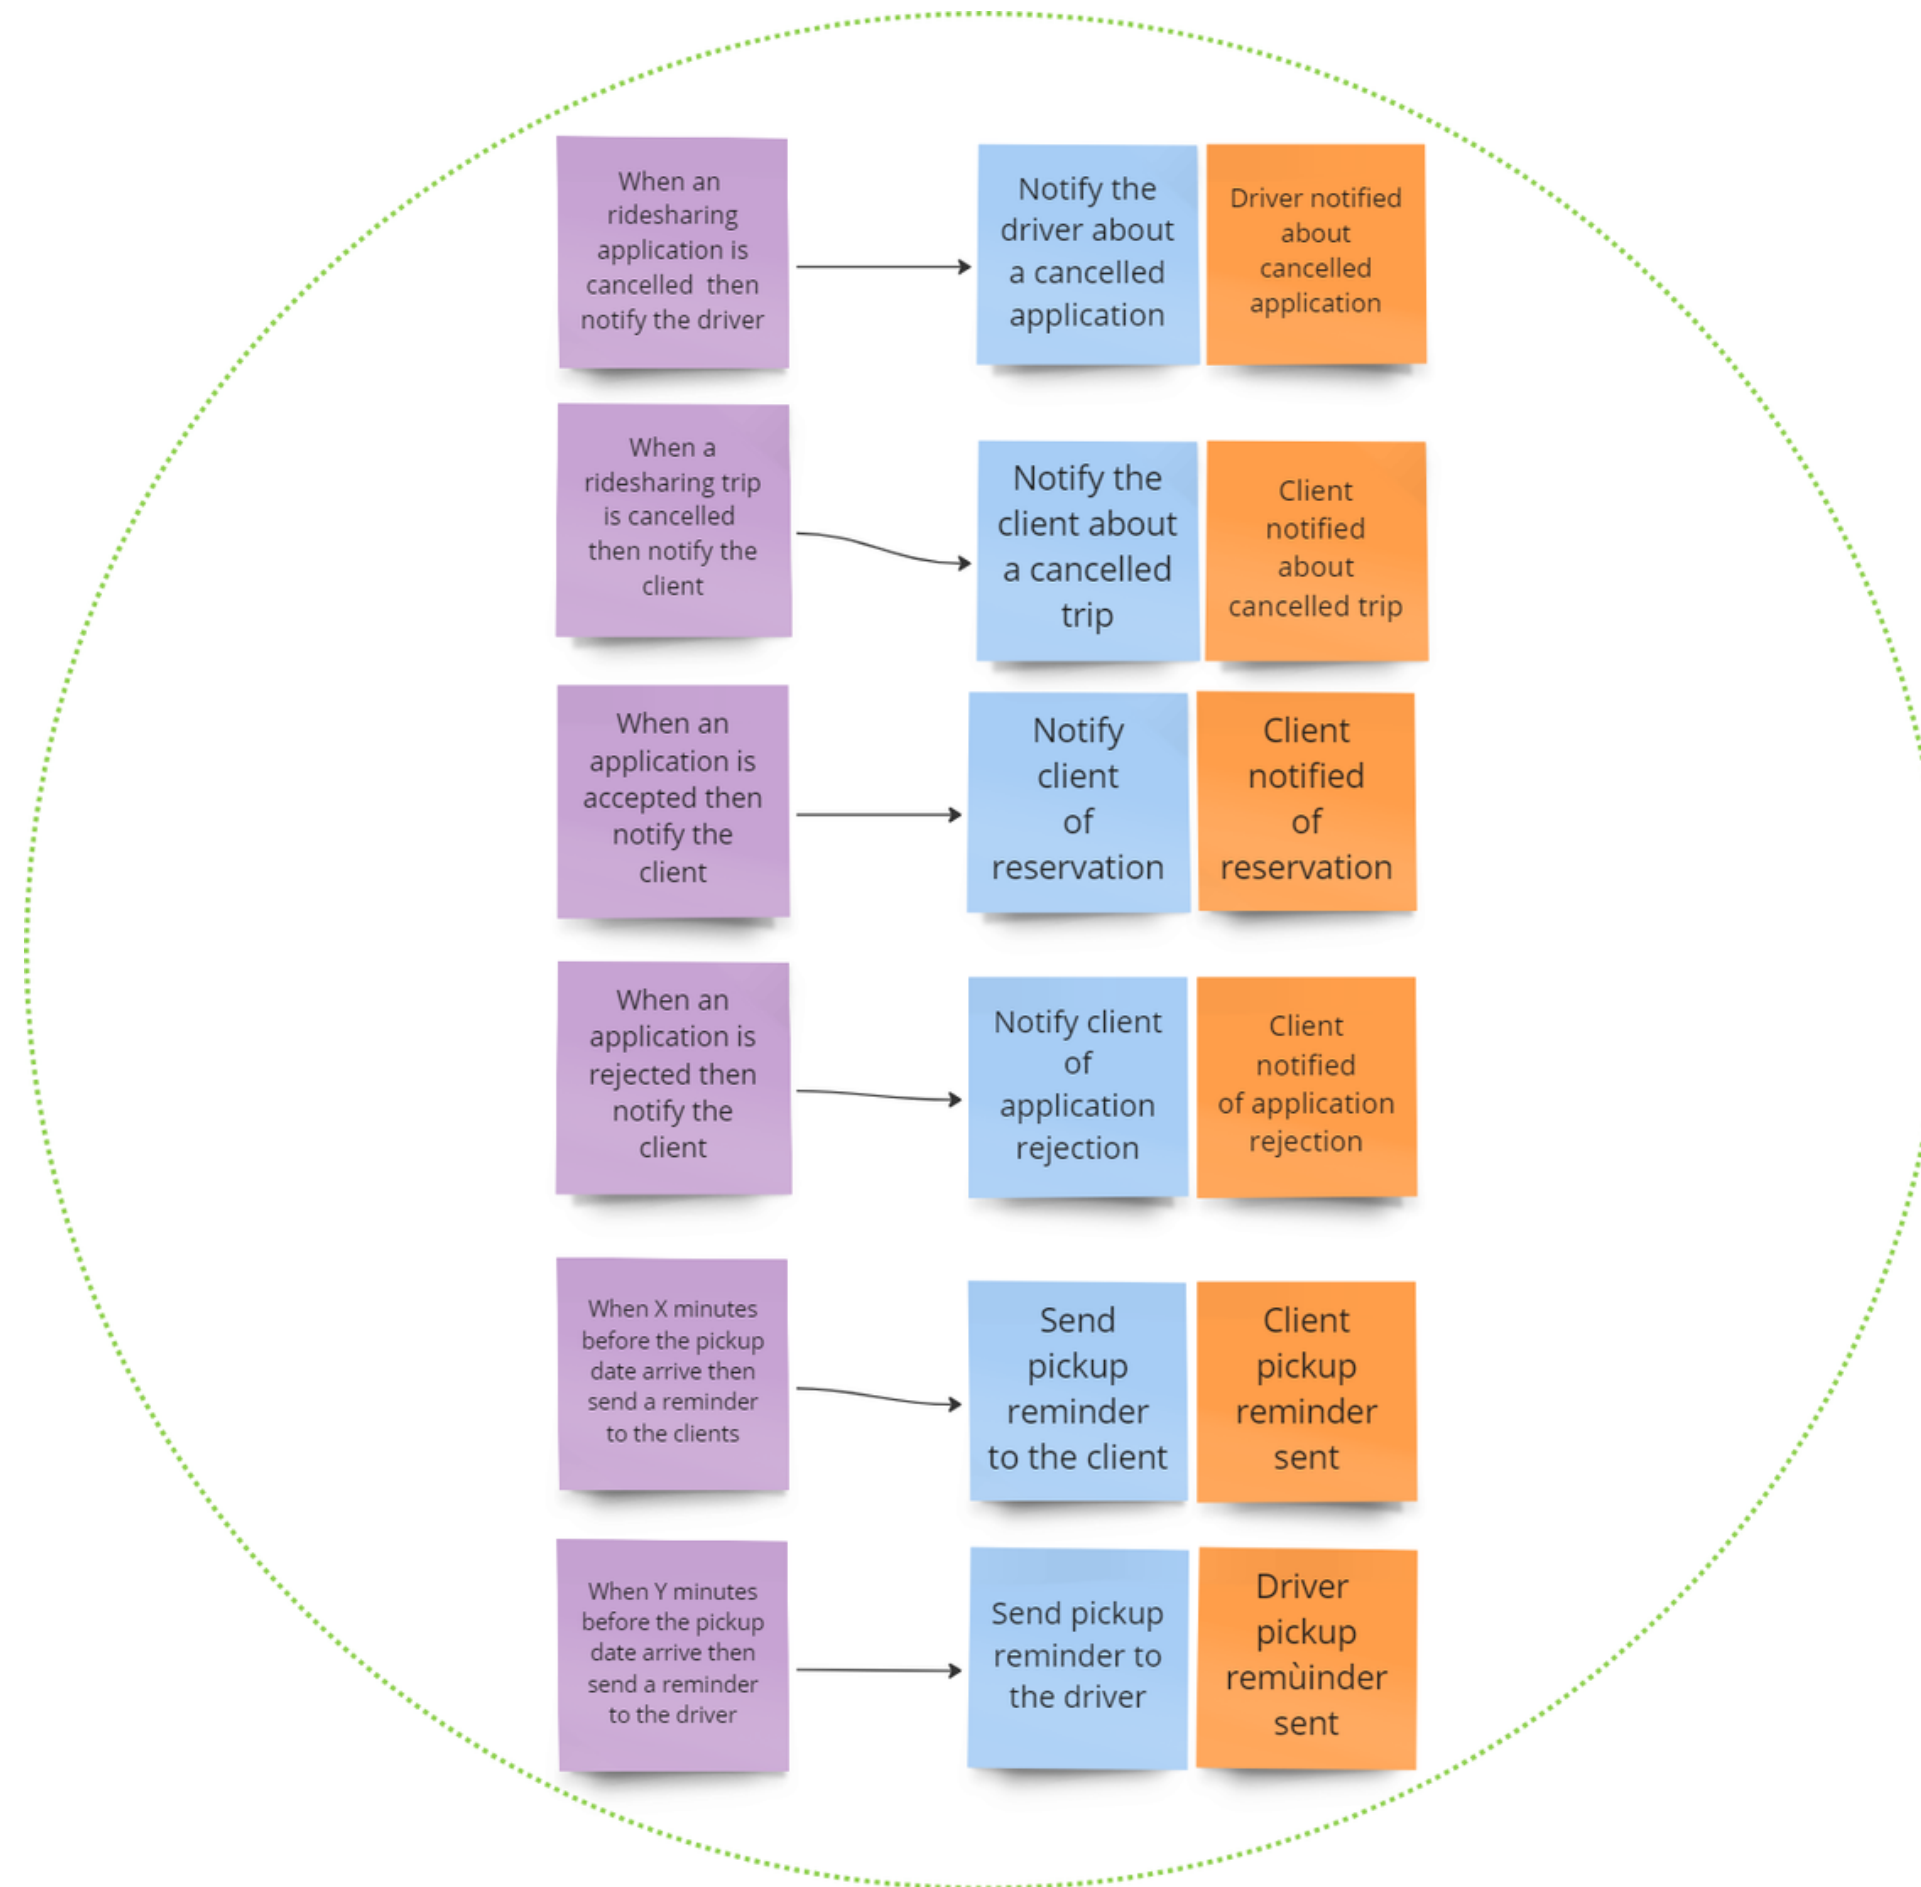 When an
ridesharing
application is
cancelled  then
notify the driver
Notify the
driver about
a cancelled
application
Driver notified
about
cancelled
application
When a
ridesharing trip
is cancelled
then notify the
client
Notify the
client about
a cancelled
trip
Client
notified
about
cancelled trip
When an
application is
accepted then
notify the
client
Notify
client
of
reservation
Client
notified
of
reservation
When an
application is
rejected then
notify the
client
Notify client
of
application
rejection
Client
notified
of application
rejection
When X minutes
before the pickup
date arrive then
send a reminder
to the clients
Send
pickup
reminder
to the client
Client
pickup
reminder
sent
When Y minutes
before the pickup
date arrive then
send a reminder
to the driver
Send pickup
reminder to
the driver
Driver
pickup
remùinder
sent